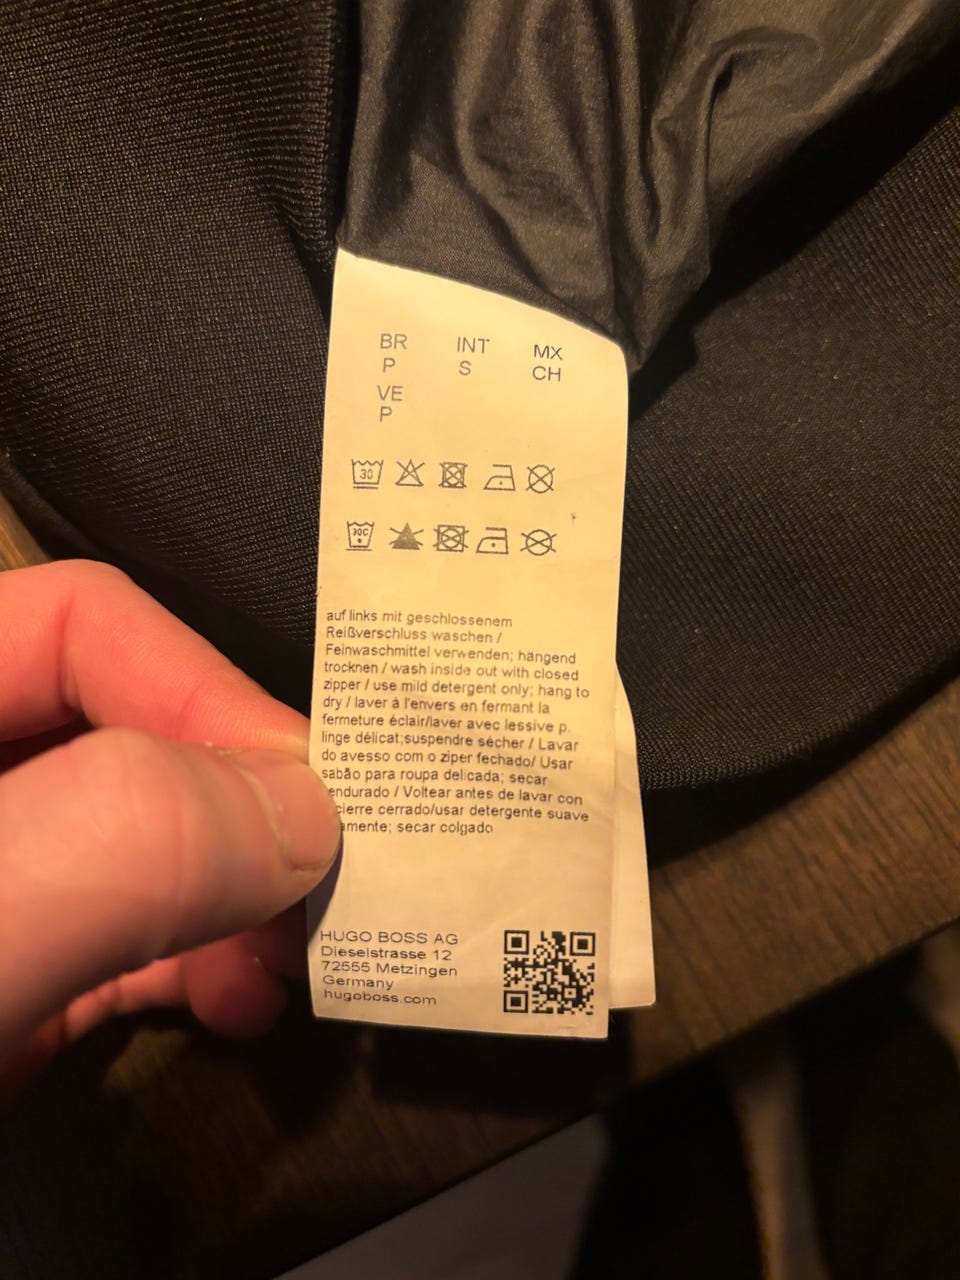 BR INT MX
P S CH
VE
P
30
30C
auf links mit geschlossenem
Reißverschluss waschen /
Feinwaschmittel verwenden; hängend
trocknen / wash inside out with closed
zipper / use mild detergent only; hang to
dry / laver à l'envers en fermant la
fermeture éclair/laver avec lessive p.
linge délicat;suspendre sécher / Lavar
do avesso com o ziper fechado/ Usar
sabão para roupa delicada; secar
/ Voltear antes de lavar con
cierre cerrado/usar detergente suave
secar colgado
HUGO BOSS AG
Dieselstrasse 12
72555 Metzingen
Germany
hugoboss.com